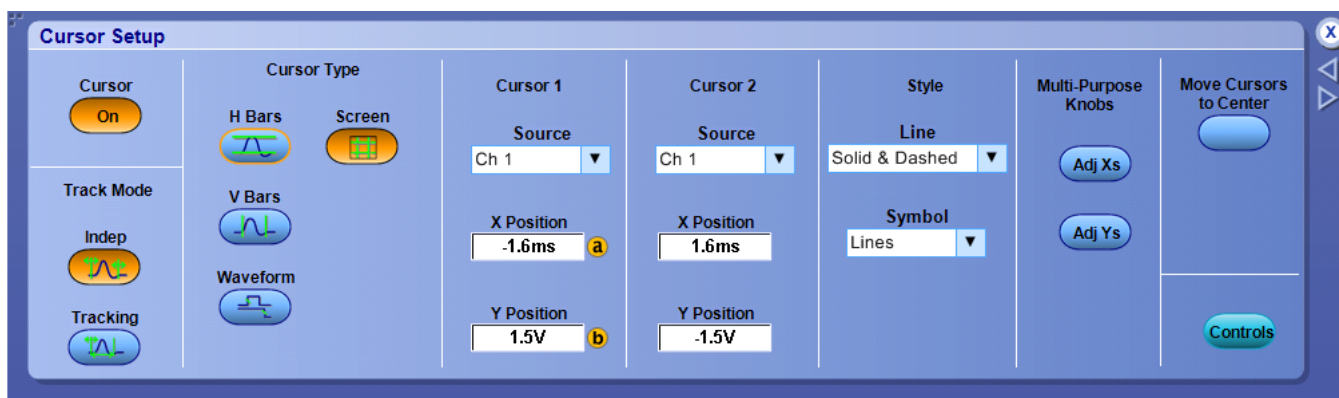 Cursor Setup
X
Cursor
On
Track Mode
Indep
Tracking
Cursor Type
H Bars
Screen
V Bars
Waveform
Cursor 1
Source
Ch 1
X Position
-1.6ms
a
Y Position
1.5V
b
Cursor 2
Source
Ch 1
X Position
1.6ms
Y Position
-1.5V
Style
Line
Solid & Dashed
Symbol
Lines
Multi-Purpose
Knobs
Adj Xs
Adj Ys
Move Cursors
to Center
Controls